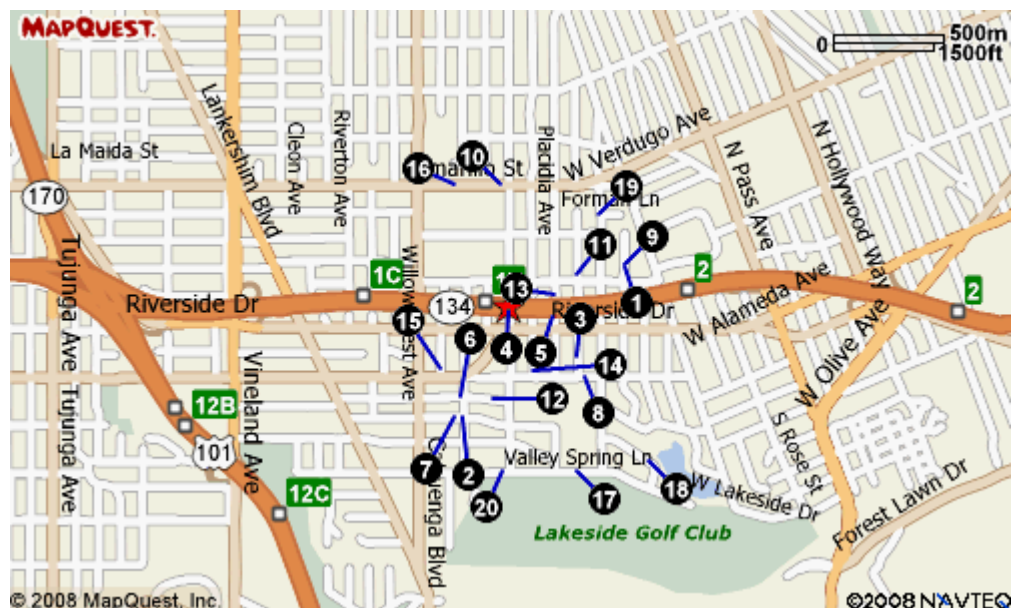 MAPQUEST.
500m
0
1500ft
La Maida St
Lankershim Blvd
Cleon Ave
Riverton Ave
Placidia Ave
W Verdugo Ave
N Pass Ave
N Hollywood Way
16
10
St
19
Forman Ln
170
11
9
1C
13
1
2
2
Riverside Dr
134
Riverside Dr
W Alameda Ave
Tujunga Ave
15
6
4
5
3
14
W Olive Ave
12B
Vineland Ave
12
8
101
S Rose St
7
2
Valley Spring Ln
18
W Lakeside Dr
Tujunga Ave
12C
20
17
Forest Lawn Dr
Lakeside Golf Club
Blvd
© 2008 MapQuest, Inc.
©2008 NAVTEQ